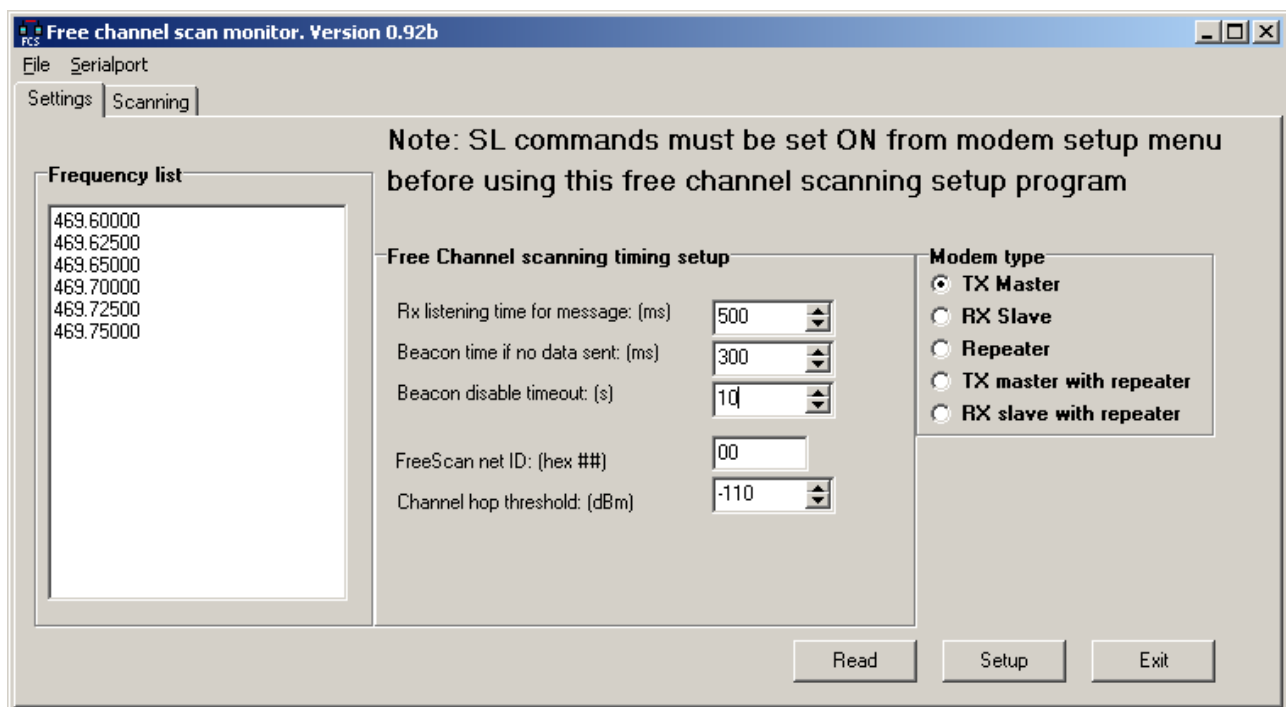 FCS
Free channel scan monitor. Version 0.92b
File Serialport
Settings Scanning
Note: SL commands must be set ON from modem setup menu
before using this free channel scanning setup program
Frequency list
469.60000
469.62500
469.65000
469.70000
469.72500
469.75000
Free Channel scanning timing setup
Rx listening time for message: (ms) 500
Beacon time if no data sent: (ms) 300
Beacon disable timeout: (s) 10
FreeScan net ID: (hex ##) 00
Channel hop threshold: (dBm) -110
Modem type
TX Master
RX Slave
Repeater
TX master with repeater
RX slave with repeater
Read Setup Exit